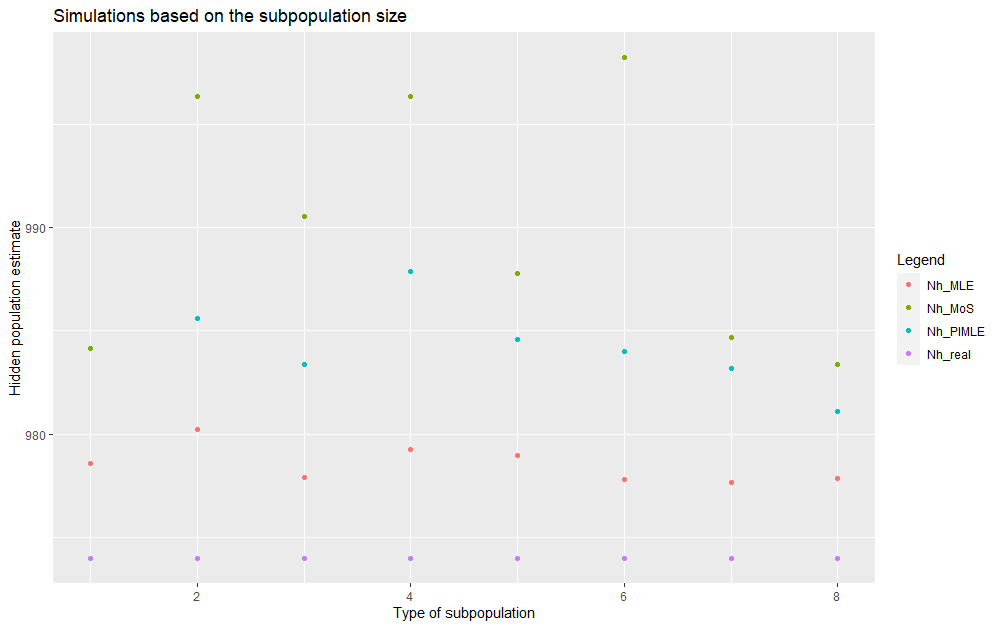 Simulations based on the subpopulation size
Hidden population estimate
990
980
2
4
6
8
Type of subpopulation
Legend
Nh_MLE
Nh_MoS
Nh_PIMLE
Nh_real